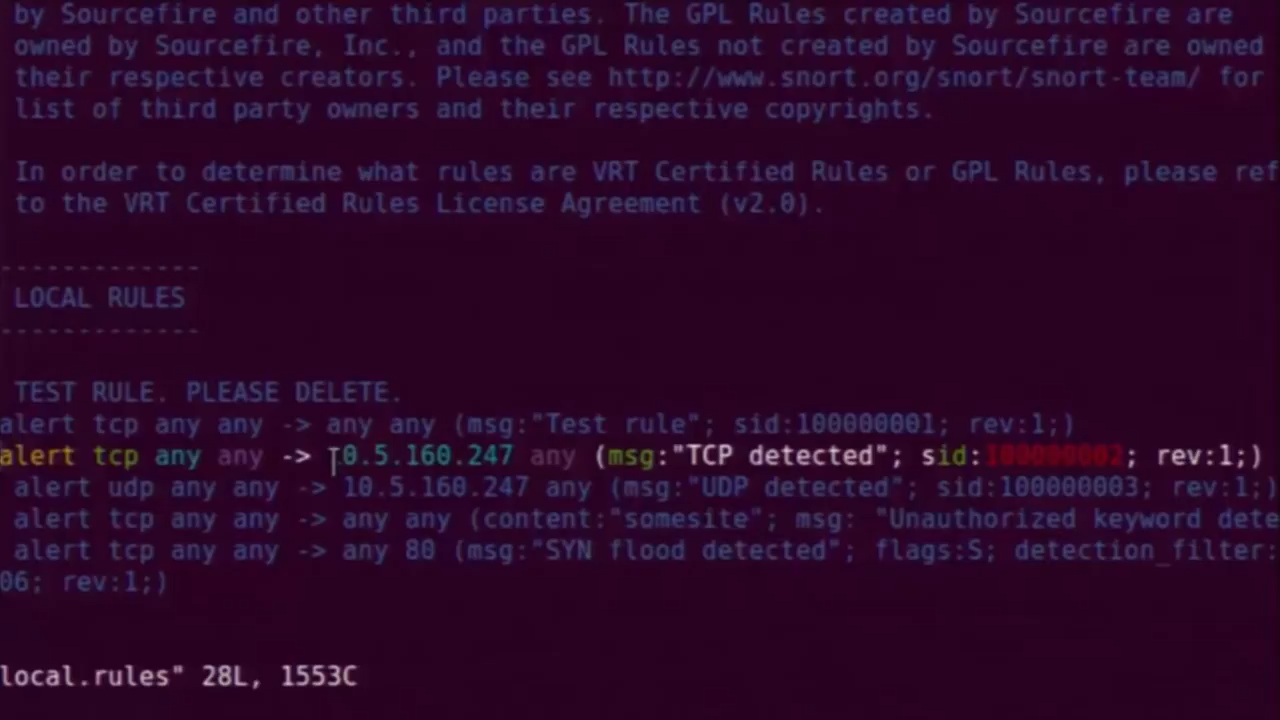 by Sourcefire and other third parties. The GPL Rules created by Sourcefire are
owned by Sourcefire, Inc., and the GPL Rules not created by Sourcefire are owned
their respective creators. Please see http://www.snort.org/snort/snort-team/ for
list of third party owners and their respective copyrights.
In order to determine what rules are VRT Certified Rules or GPL Rules, please ref
to the VRT Certified Rules License Agreement (v2.0).
-------------
LOCAL RULES
-------------
TEST RULE. PLEASE DELETE.
alert tcp any any -> any any (msg:"Test rule"; sid:100000001; rev:1;)
alert tcp any any -> 10.5.160.247 any (msg:"TCP detected"; sid:100000002; rev:1;)
alert udp any any -> 10.5.160.247 any (msg:"UDP detected"; sid:100000003; rev:1;)
alert tcp any any -> any any (content:"somesite"; msg: "Unauthorized keyword dete
alert tcp any any -> any 80 (msg:"SYN flood detected"; flags:S; detection_filter:
06; rev:1;)
local.rules" 28L, 1553C